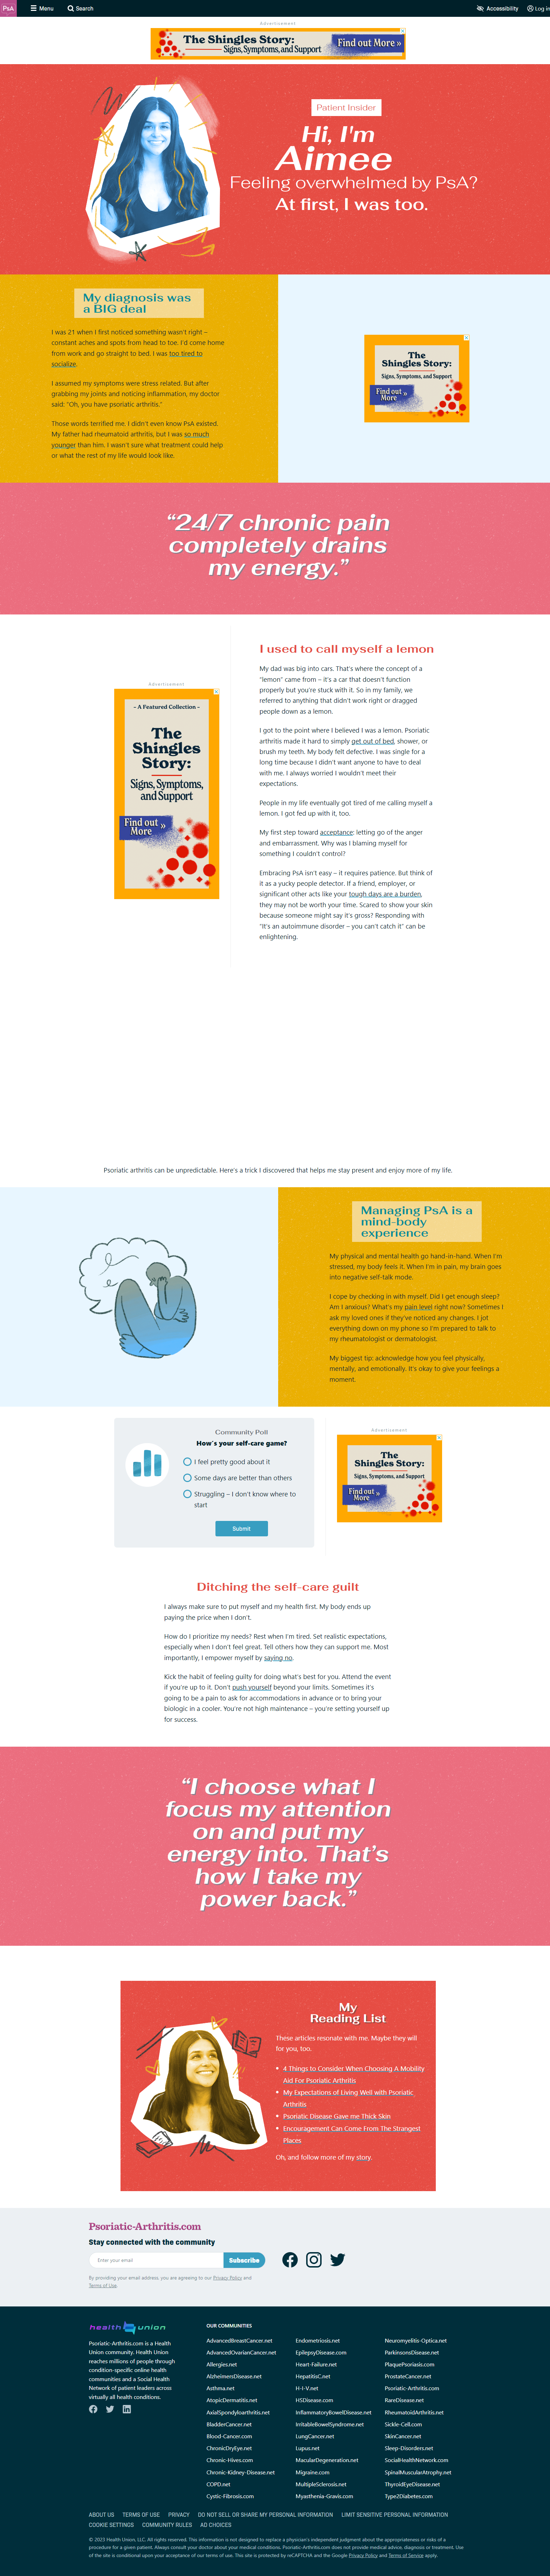 PsA
Menu
Search
Accessibility
Log in
Advertisement
The Shingles Story:
Signs, Symptoms, and Support
Find out More »
Patient Insider
Hi, I'm
Aimee
Feeling overwhelmed by PsA?
At first, I was too.
My diagnosis was
a BIG deal
I was 21 when I first noticed something wasn't right –
constant aches and spots from head to toe. I'd come home
from work and go straight to bed. I was too tired to
socialize.
I assumed my symptoms were stress related. But after
grabbing my joints and noticing inflammation, my doctor
said: "Oh, you have psoriatic arthritis."
Those words terrified me. I didn't even know PsA existed.
My father had rheumatoid arthritis, but I was so much
younger than him. I wasn't sure what treatment could help
or what the rest of my life would look like.
The
Shingles Story:
Signs, Symptoms, and Support
Find out
More »
“24/7 chronic pain
completely drains
my energy.”
I used to call myself a lemon
My dad was big into cars. That's where the concept of a
"lemon" came from – it's a car that doesn't function
properly but you're stuck with it. So in my family, we
referred to anything that didn't work right or dragged
people down as a lemon.
I got to the point where I believed I was a lemon. Psoriatic
arthritis made it hard to simply get out of bed, shower, or
brush my teeth. My body felt defective. I was single for a
long time because I didn't want anyone to have to deal
with me. I always worried I wouldn't meet their
expectations.
People in my life eventually got tired of me calling myself a
lemon. I got fed up with it, too.
My first step toward acceptance: letting go of the anger
and embarrassment. Why was I blaming myself for
something I couldn't control?
Embracing PsA isn't easy – it requires patience. But think of
it as a yucky people detector. If a friend, employer, or
significant other acts like your tough days are a burden,
they may not be worth your time. Scared to show your skin
because someone might say it's gross? Responding with
"It's an autoimmune disorder – you can't catch it" can be
enlightening.
Advertisement
– A Featured Collection –
The
Shingles
Story:
Signs, Symptoms,
and Support
Find out
More »
Psoriatic arthritis can be unpredictable. Here's a trick I discovered that helps me stay present and enjoy more of my life.
Managing PsA is a
mind-body
experience
My physical and mental health go hand-in-hand. When I'm
stressed, my body feels it. When I'm in pain, my brain goes
into negative self-talk mode.
I cope by checking in with myself. Did I get enough sleep?
Am I anxious? What's my pain level right now? Sometimes I
ask my loved ones if they've noticed any changes. I jot
everything down on my phone so I'm prepared to talk to
my rheumatologist or dermatologist.
My biggest tip: acknowledge how you feel physically,
mentally, and emotionally. It's okay to give your feelings a
moment.
Community Poll
How's your self-care game?
I feel pretty good about it
Some days are better than others
Struggling – I don't know where to
start
Submit
Advertisement
The
Shingles Story:
Signs, Symptoms, and Support
Find out
More »
Ditching the self-care guilt
I always make sure to put myself and my health first. My body ends up
paying the price when I don't.
How do I prioritize my needs? Rest when I'm tired. Set realistic expectations,
especially when I don't feel great. Tell others how they can support me. Most
importantly, I empower myself by saying no.
Kick the habit of feeling guilty for doing what's best for you. Attend the event
if you're up to it. Don't push yourself beyond your limits. Sometimes it's
going to be a pain to ask for accommodations in advance or to bring your
biologic in a cooler. You're not high maintenance – you're setting yourself up
for success.
“I choose what I
focus my attention
on and put my
energy into. That’s
how I take my
power back.”
My
Reading List
These articles resonate with me. Maybe they will
for you, too.
4 Things to Consider When Choosing A Mobility
Aid For Psoriatic Arthritis
My Expectations of Living Well with Psoriatic
Arthritis
Psoriatic Disease Gave me Thick Skin
Encouragement Can Come From The Strangest
Places
Oh, and follow more of my story.
Psoriatic-Arthritis.com
Stay connected with the community
Enter your email
Subscribe
By providing your email address, you are agreeing to our Privacy Policy and
Terms of Use.
health union
Psoriatic-Arthritis.com is a Health
Union community. Health Union
reaches millions of people through
condition-specific online health
communities and a Social Health
Network of patient leaders across
virtually all health conditions.
OUR COMMUNITIES
AdvancedBreastCancer.net
AdvancedOvarianCancer.net
Allergies.net
AlzheimersDisease.net
Asthma.net
AtopicDermatitis.net
AxialSpondyloarthritis.net
BladderCancer.net
Blood-Cancer.com
ChronicDryEye.net
Chronic-Hives.com
Chronic-Kidney-Disease.net
COPD.net
Cystic-Fibrosis.com
Endometriosis.net
EpilepsyDisease.com
Heart-Failure.net
HepatitisC.net
H-I-V.net
HSDisease.com
InflammatoryBowelDisease.net
IrritableBowelSyndrome.net
LungCancer.net
Lupus.net
MacularDegeneration.net
Migraine.com
MultipleSclerosis.net
Myasthenia-Gravis.com
Neuromyelitis-Optica.net
ParkinsonsDisease.net
PlaquePsoriasis.com
ProstateCancer.net
Psoriatic-Arthritis.com
RareDisease.net
RheumatoidArthritis.net
Sickle-Cell.com
SkinCancer.net
Sleep-Disorders.net
SocialHealthNetwork.com
SpinalMuscularAtrophy.net
ThyroidEyeDisease.net
Type2Diabetes.com
ABOUT US
TERMS OF USE
PRIVACY
DO NOT SELL OR SHARE MY PERSONAL INFORMATION
LIMIT SENSITIVE PERSONAL INFORMATION
COOKIE SETTINGS
COMMUNITY RULES
AD CHOICES
© 2023 Health Union, LLC. All rights reserved. This information is not designed to replace a physician's independent judgment about the appropriateness or risks of a
procedure for a given patient. Always consult your doctor about your medical conditions. Psoriatic-Arthritis.com does not provide medical advice, diagnosis or treatment. Use
of the site is conditional upon your acceptance of our terms of use. This site is protected by reCAPTCHA and the Google Privacy Policy and Terms of Service apply.